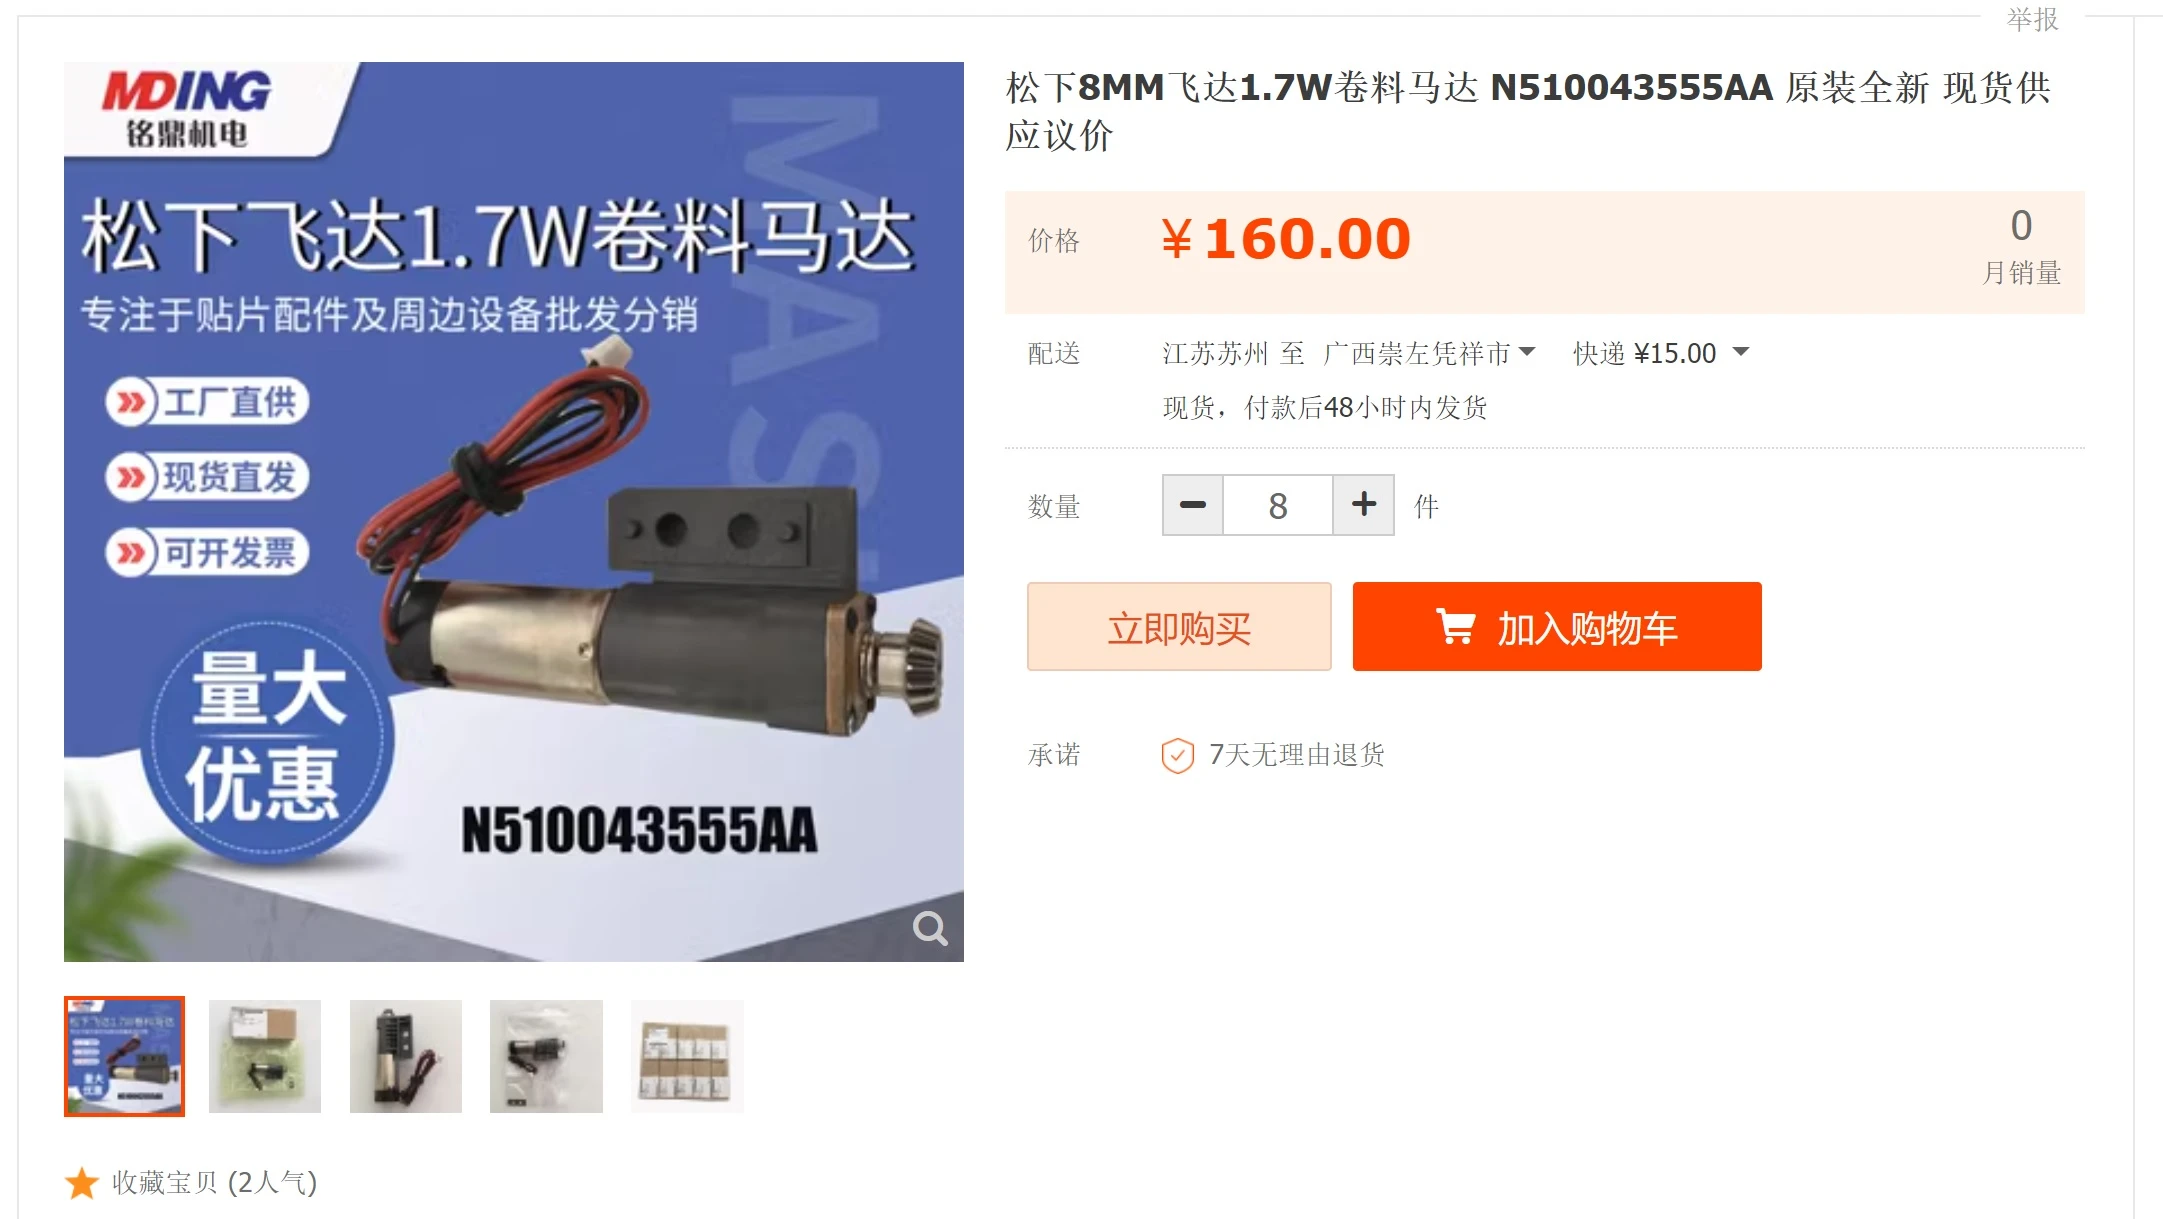 举报
MDING
铭鼎机电
松下飞达1.7W卷料马达
专注于贴片配件及周边设备批发分销
工厂直供
现货直发
可开发票
量大
优惠
N510043555AA
松下8MM飞达1.7W卷料马达 N510043555AA 原装全新 现货供
应议价
价格
¥160.00
0
月销量
配送
江苏苏州 至 广西崇左凭祥市
快递 ¥15.00
现货，付款后48小时内发货
数量
8
件
立即购买
加入购物车
承诺
7天无理由退货
收藏宝贝 (2人气)